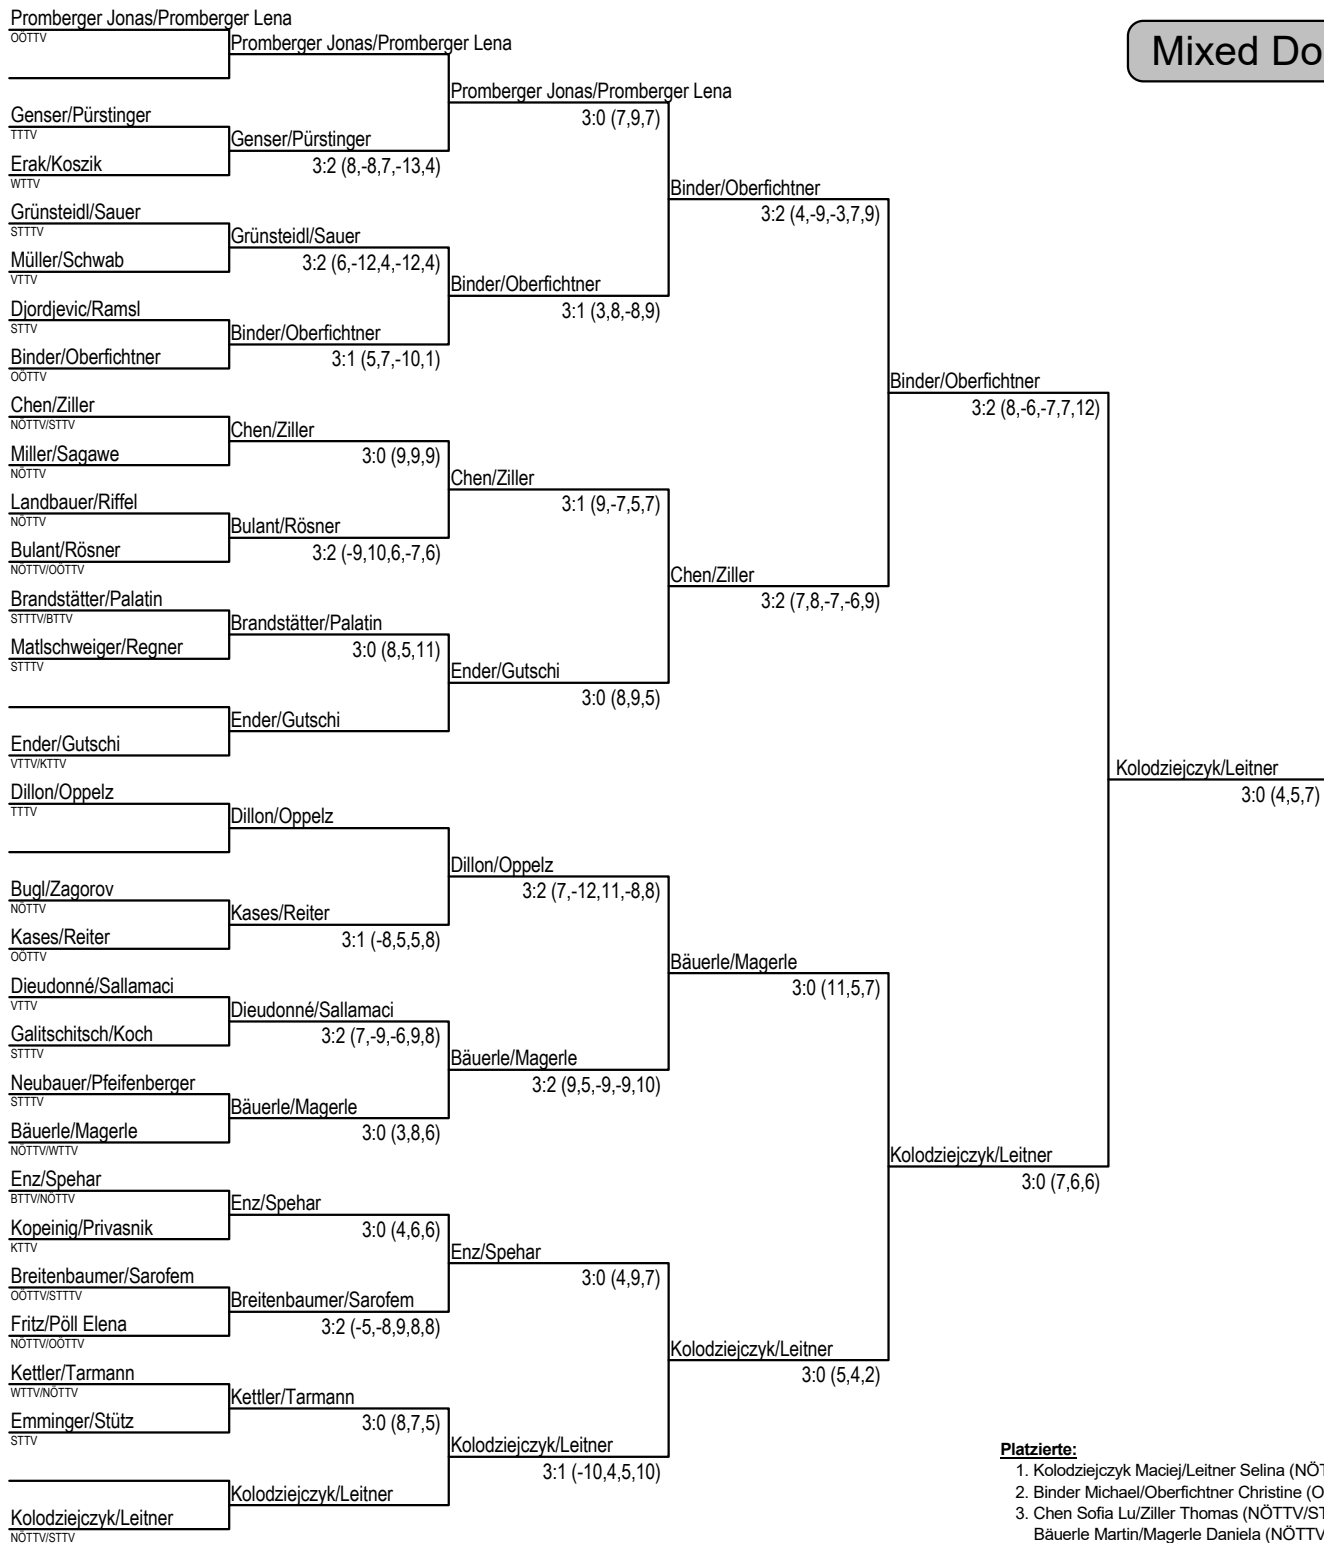 Promberger Jonas/Promberger Lena
OÖTTV
Promberger Jonas/Promberger Lena
Mixed Do
Promberger Jonas/Promberger Lena
3:0 (7,9,7)
Genser/Pürstinger
TTTV
Genser/Pürstinger
3:2 (8,-8,7,-13,4)
Erak/Koszik
WTTV
Binder/Oberfichtner
3:2 (4,-9,-3,7,9)
Grünsteidl/Sauer
STTTV
Grünsteidl/Sauer
3:2 (6,-12,4,-12,4)
Müller/Schwab
VTTV
Binder/Oberfichtner
3:1 (3,8,-8,9)
Djordjevic/Ramsl
STTV
Binder/Oberfichtner
3:1 (5,7,-10,1)
Binder/Oberfichtner
OÖTTV
Binder/Oberfichtner
3:2 (8,-6,-7,7,12)
Chen/Ziller
NÖTTV/STTV
Chen/Ziller
3:0 (9,9,9)
Miller/Sagawe
NÖTTV
Chen/Ziller
3:1 (9,-7,5,7)
Landbauer/Riffel
NÖTTV
Bulant/Rösner
3:2 (-9,10,6,-7,6)
Bulant/Rösner
NÖTTV/OÖTTV
Chen/Ziller
3:2 (7,8,-7,-6,9)
Brandstätter/Palatin
STTTV/BTTV
Brandstätter/Palatin
3:0 (8,5,11)
Matlschweiger/Regner
STTTV
Ender/Gutschi
3:0 (8,9,5)
Ender/Gutschi
Ender/Gutschi
VTTV/KTTV
Kolodziejczyk/Leitner
3:0 (4,5,7)
Dillon/Oppelz
TTTV
Dillon/Oppelz
Dillon/Oppelz
3:2 (7,-12,11,-8,8)
Bugl/Zagorov
NÖTTV
Kases/Reiter
3:1 (-8,5,5,8)
Kases/Reiter
OÖTTV
Bäuerle/Magerle
3:0 (11,5,7)
Dieudonné/Sallamaci
VTTV
Dieudonné/Sallamaci
3:2 (7,-9,-6,9,8)
Galitschitsch/Koch
STTTV
Bäuerle/Magerle
3:2 (9,5,-9,-9,10)
Neubauer/Pfeifenberger
STTTV
Bäuerle/Magerle
3:0 (3,8,6)
Bäuerle/Magerle
NÖTTV/WTTV
Kolodziejczyk/Leitner
3:0 (7,6,6)
Enz/Spehar
BTTV/NÖTTV
Enz/Spehar
3:0 (4,6,6)
Kopeinig/Privasnik
KTTV
Enz/Spehar
3:0 (4,9,7)
Breitenbaumer/Sarofem
OÖTTV/STTTV
Breitenbaumer/Sarofem
3:2 (-5,-8,9,8,8)
Fritz/Pöll Elena
NÖTTV/OÖTTV
Kolodziejczyk/Leitner
3:0 (5,4,2)
Kettler/Tarmann
WTTV/NÖTTV
Kettler/Tarmann
3:0 (8,7,5)
Emminger/Stütz
STTV
Kolodziejczyk/Leitner
3:1 (-10,4,5,10)
Kolodziejczyk/Leitner
Kolodziejczyk/Leitner
NÖTTV/STTV
Platzierte:
1. Kolodziejczyk Maciej/Leitner Selina (NÖT
2. Binder Michael/Oberfichtner Christine (O
3. Chen Sofia Lu/Ziller Thomas (NÖTTV/ST
Bäuerle Martin/Magerle Daniela (NÖTTV